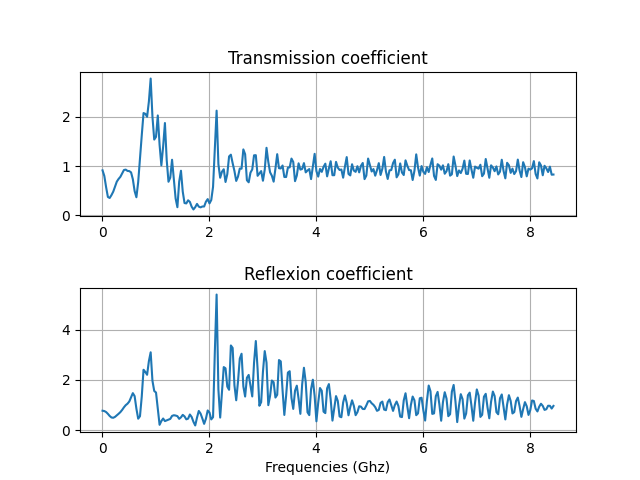 Transmission coefficient
2
1
0
0 2 4 6 8
Reflexion coefficient
4
2
0
0 2 4 6 8
Frequencies (Ghz)